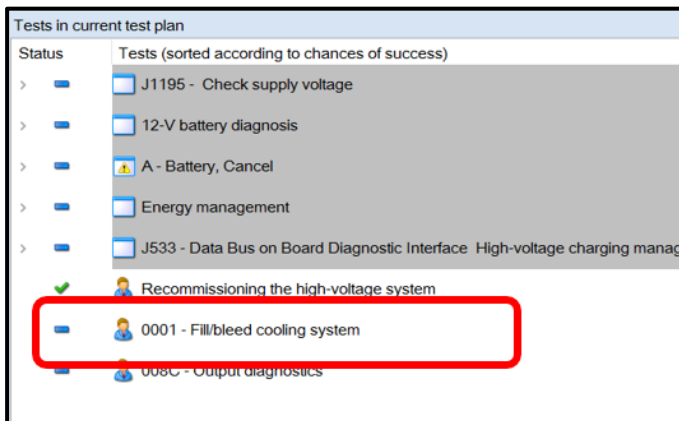 Tests in current test plan
Status Tests (sorted according to chances of success)
J1195 - Check supply voltage
12-V battery diagnosis
A - Battery, Cancel
Energy management
J533 - Data Bus on Board Diagnostic Interface High-voltage charging manag
Recommissioning the high-voltage system
0001 - Fill/bleed cooling system
008C - Output diagnostics